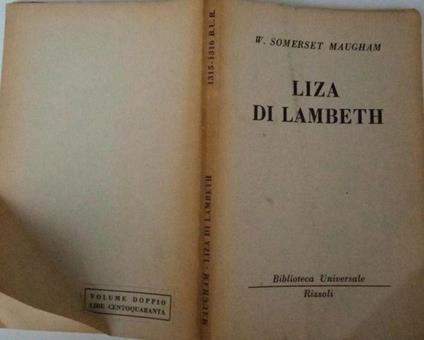 W. SOMERSET MAUGHAM
LIZA
DI LAMBETH
Biblioteca Universale
Rizzoli
MAUGHAM - LIZA DI LAMBETH
1315-1316 B.U.R.
VOLUME DOPPIO
LIRE CENTOQUARANTA